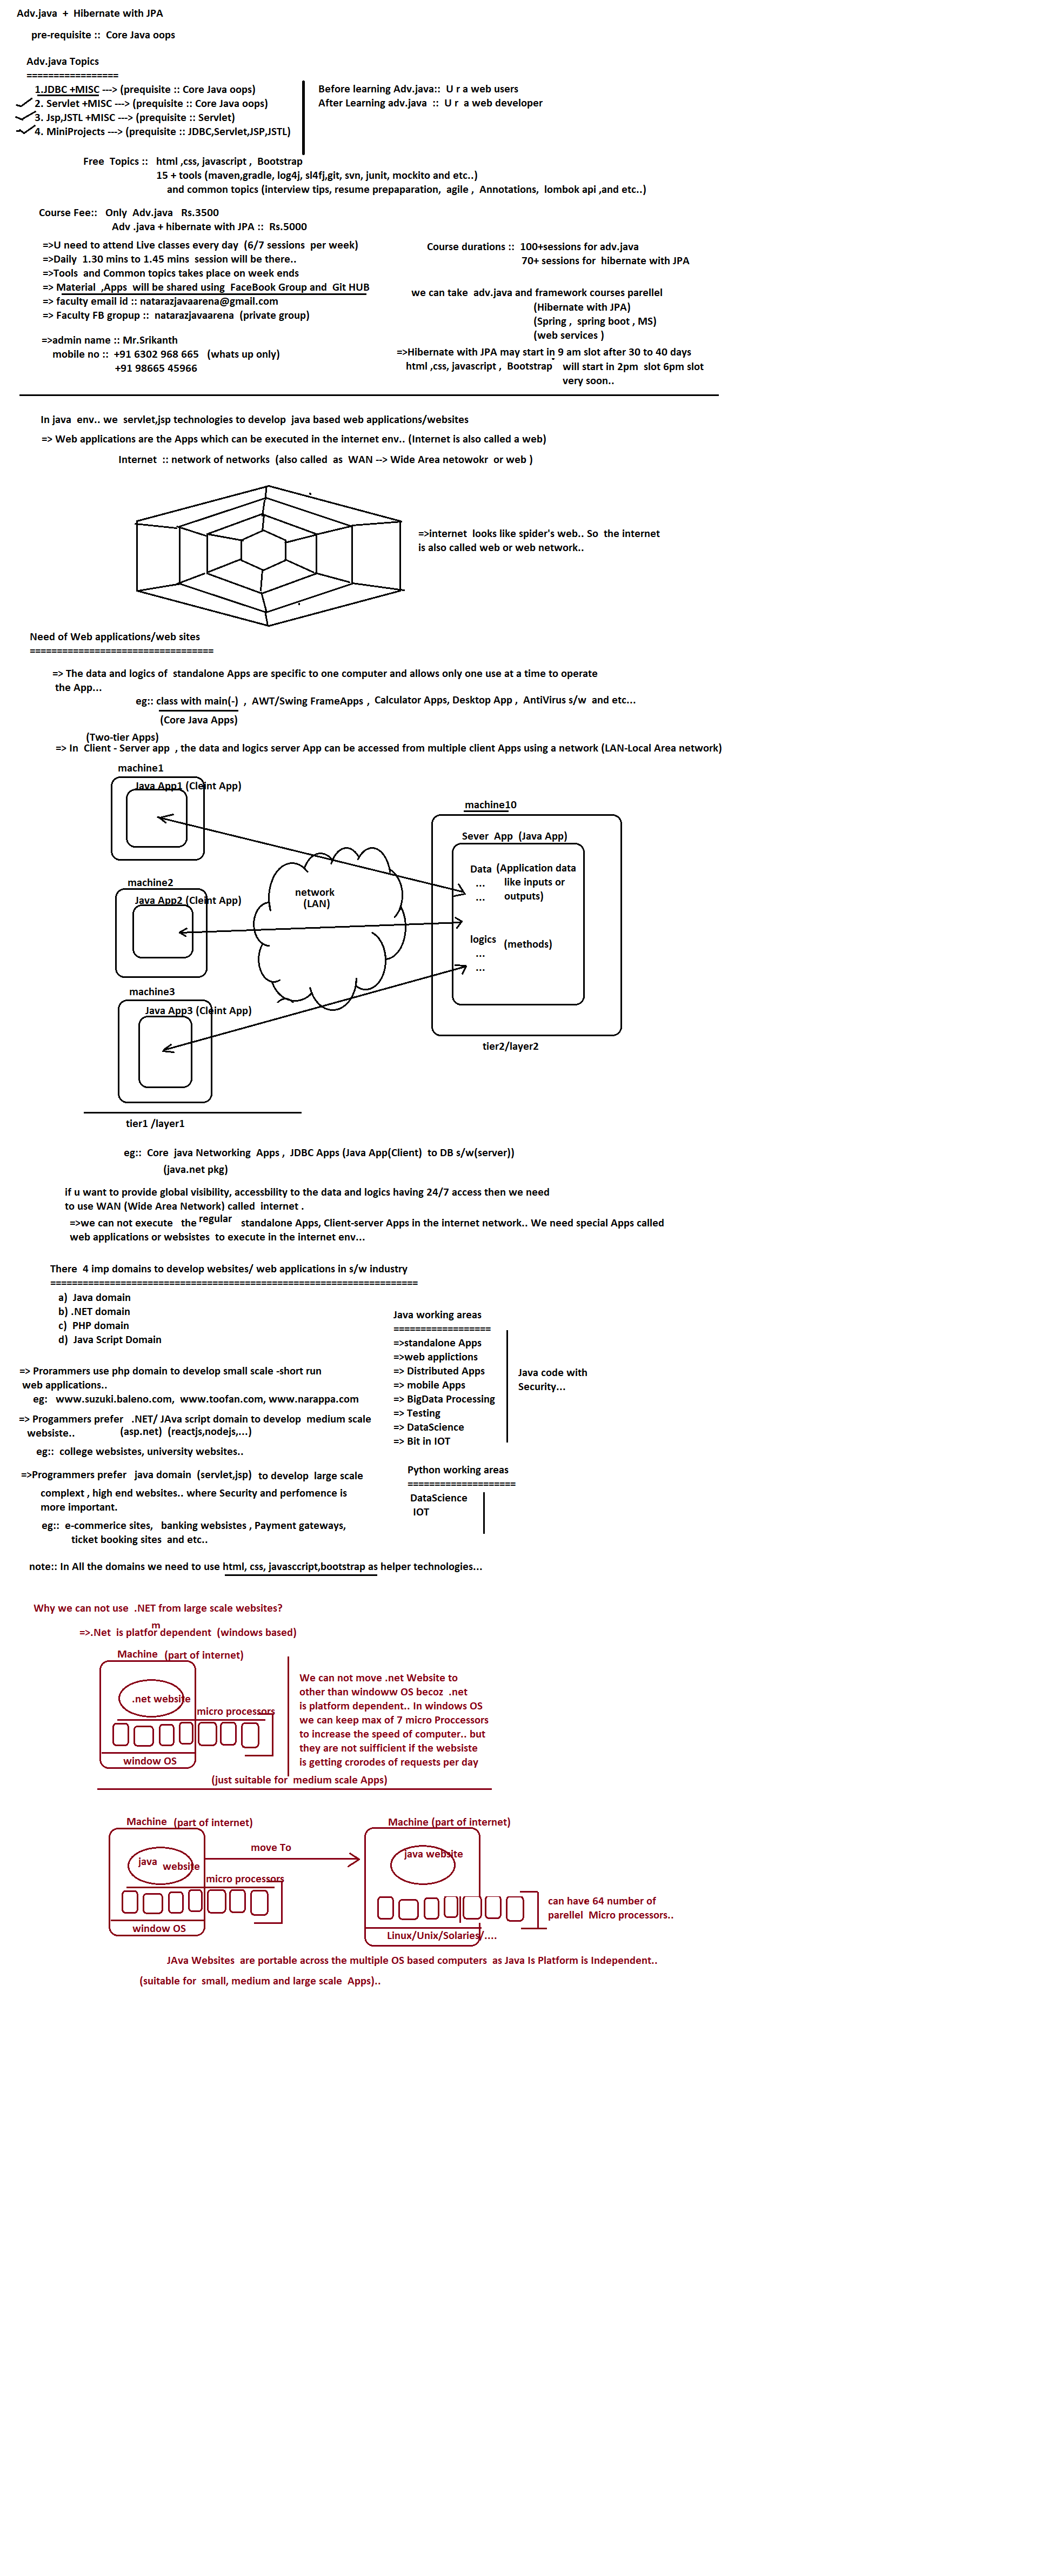 Adv.java + Hibernate with JPA
pre-requisite :: Core Java oops
Adv.java Topics
=================
1.JDBC +MISC ---> (prequisite :: Core Java oops)
2. Servlet +MISC ---> (prequisite :: Core Java oops)
3. Jsp,JSTL +MISC ---> (prequisite :: Servlet)
4. MiniProjects ---> (prequisite :: JDBC,Servlet,JSP,JSTL)
Before learning Adv.java:: U r a web users
After Learning adv.java :: U r a web developer
Free Topics :: html ,css, javascript , Bootstrap
15 + tools (maven,gradle, log4j, sl4fj,git, svn, junit, mockito and etc..)
and common topics (interview tips, resume prepaparation, agile , Annotations, lombok api ,and etc..)
Course Fee:: Only Adv.java Rs.3500
Adv .java + hibernate with JPA :: Rs.5000
=>U need to attend Live classes every day (6/7 sessions per week)
=>Daily 1.30 mins to 1.45 mins session will be there..
=>Tools and Common topics takes place on week ends
=> Material ,Apps will be shared using FaceBook Group and Git HUB
=> faculty email id :: natarazjavaarena@gmail.com
=> Faculty FB gropup :: natarazjavaarena (private group)
=>admin name :: Mr.Srikanth
mobile no :: +91 6302 968 665 (whats up only)
+91 98665 45966
Course durations :: 100+sessions for adv.java
70+ sessions for hibernate with JPA
we can take adv.java and framework courses parellel
(Hibernate with JPA)
(Spring , spring boot , MS)
(web services )
=>Hibernate with JPA may start in 9 am slot after 30 to 40 days
html ,css, javascript , Bootstrap will start in 2pm slot 6pm slot
very soon..
In java env.. we servlet,jsp technologies to develop java based web applications/websites
=> Web applications are the Apps which can be executed in the internet env.. (Internet is also called a web)
Internet :: network of networks (also called as WAN --> Wide Area netowokr or web )
=>internet looks like spider's web.. So the internet
is also called web or web network..
Need of Web applications/web sites
==================================
=> The data and logics of standalone Apps are specific to one computer and allows only one use at a time to operate
the App...
eg:: class with main(-) , AWT/Swing FrameApps , Calculator Apps, Desktop App , AntiVirus s/w and etc...
(Core Java Apps)
(Two-tier Apps)
=> In Client - Server app , the data and logics server App can be accessed from multiple client Apps using a network (LAN-Local Area network)
machine1
Java App1 (Cleint App)
machine2
Java App2 (Cleint App)
machine3
Java App3 (Cleint App)
tier1 /layer1
network
(LAN)
machine10
Sever App (Java App)
Data (Application data
... like inputs or
... outputs)
logics (methods)
...
...
tier2/layer2
eg:: Core java Networking Apps , JDBC Apps (Java App(Client) to DB s/w(server))
(java.net pkg)
if u want to provide global visibility, accessbility to the data and logics having 24/7 access then we need
to use WAN (Wide Area Network) called internet .
=>we can not execute the regular standalone Apps, Client-server Apps in the internet network.. We need special Apps called
web applications or websistes to execute in the internet env...
There 4 imp domains to develop websites/ web applications in s/w industry
====================================================================
a) Java domain
b) .NET domain
c) PHP domain
d) Java Script Domain
=> Prorammers use php domain to develop small scale -short run
web applications..
eg: www.suzuki.baleno.com, www.toofan.com, www.narappa.com
=> Progammers prefer .NET/ JAva script domain to develop medium scale
websiste.. (asp.net) (reactjs,nodejs,...)
eg:: college websistes, university websites..
=>Programmers prefer java domain (servlet,jsp) to develop large scale
complext , high end websites.. where Security and perfomence is
more important.
eg:: e-commerice sites, banking websistes , Payment gateways,
ticket booking sites and etc..
Java working areas
==================
=>standalone Apps
=>web applictions
=> Distributed Apps
=> mobile Apps
=> BigData Processing
=> Testing
=> DataScience
=> Bit in IOT
Java code with
Security...
Python working areas
====================
DataScience
IOT
note:: In All the domains we need to use html, css, javasccript,bootstrap as helper technologies...
Why we can not use .NET from large scale websites?
m
=>.Net is platfor dependent (windows based)
Machine (part of internet)
.net website
micro processors
window OS
We can not move .net Website to
other than windoww OS becoz .net
is platform dependent.. In windows OS
we can keep max of 7 micro Proccessors
to increase the speed of computer.. but
they are not suifficient if the websiste
is getting crorodes of requests per day
(just suitable for medium scale Apps)
Machine (part of internet)
java website
micro processors
window OS
move To
Machine (part of internet)
java website
Linux/Unix/Solaries/....
can have 64 number of
parellel Micro processors..
JAva Websites are portable across the multiple OS based computers as Java Is Platform is Independent..
(suitable for small, medium and large scale Apps)..